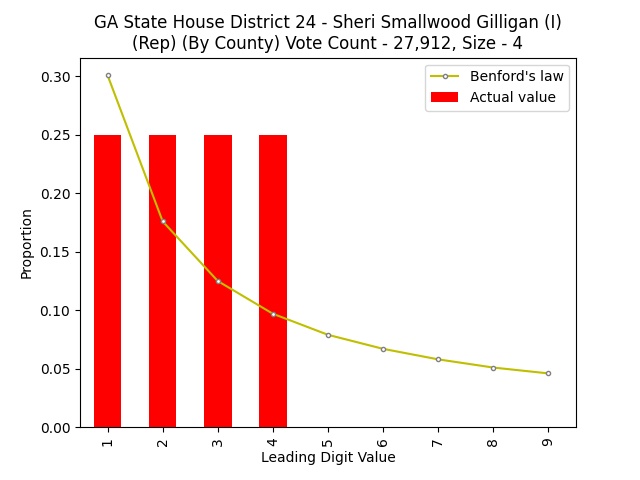 GA State House District 24 - Sheri Smallwood Gilligan (I)
(Rep) (By County) Vote Count - 27,912, Size - 4
Benford's law
Actual value
0.30
0.25
0.20
0.15
0.10
0.05
0.00
Proportion
1 2 3 4 5 6 7 8 9
Leading Digit Value